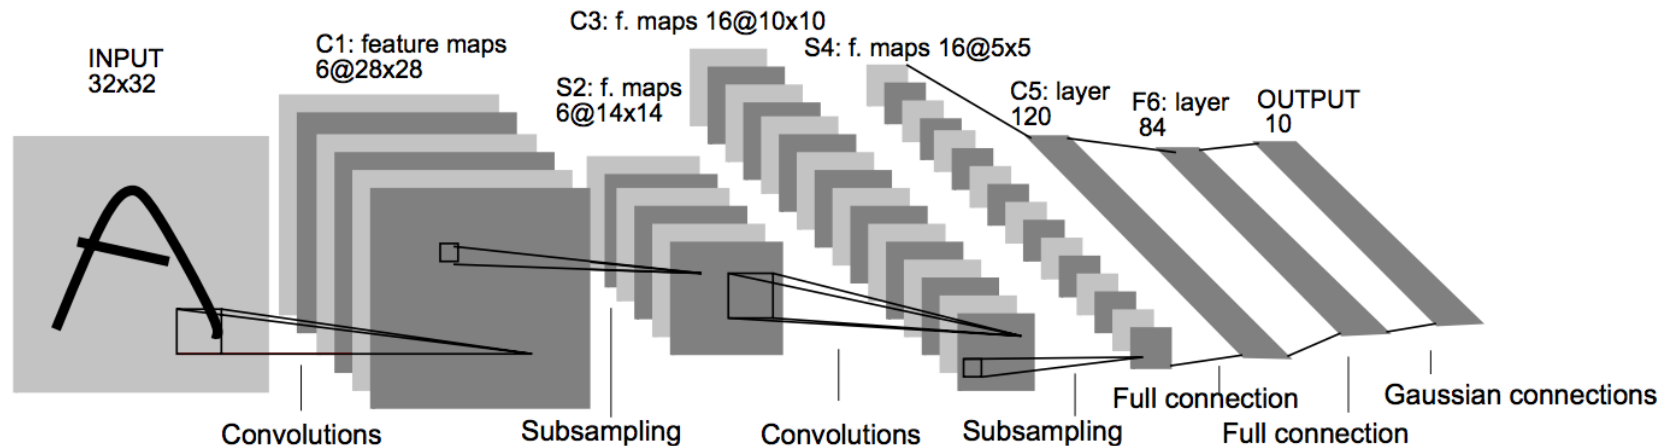 INPUT
32x32
C1: feature maps
6@28x28
S2: f. maps
6@14x14
C3: f. maps 16@10x10
S4: f. maps 16@5x5
C5: layer
120
F6: layer
84
OUTPUT
10
Convolutions
Subsampling
Convolutions
Subsampling
Full connection
Full connection
Gaussian connections